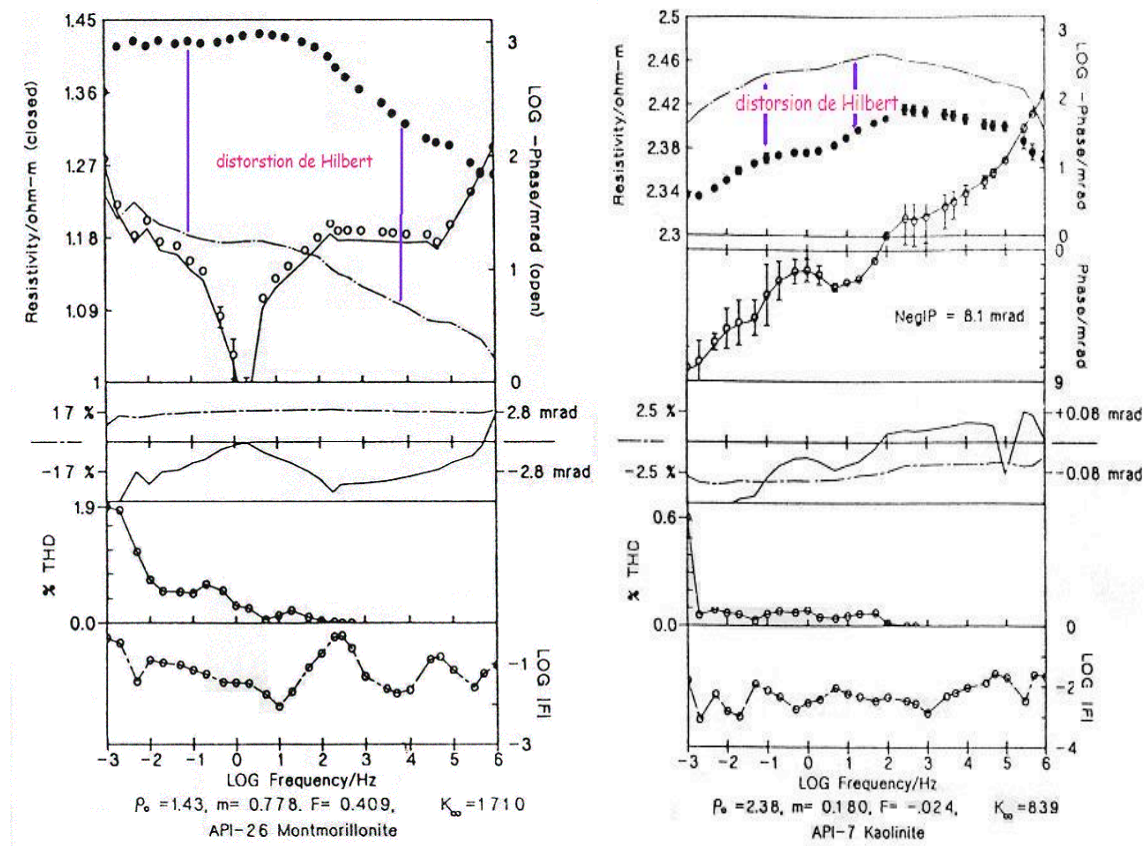 1.45
1.36
1.27
1.18
1.09
1
Resistivity/ohm-m (closed)
distorstion de Hilbert
3
2
1
0
LOG -Phase/mrad (open)
17 %
-17 %
2.8 mrad
-2.8 mrad
1.9
0.0
% THD
-1
-3
LOG |F|
-3 -2 -1 0 1 2 3 4 5 6
LOG Frequency/Hz
ρ₀ =1.43, m= 0.778. F= 0.409, K∞=1710
API-26 Montmorillonite
2.5
2.46
2.42
2.38
2.34
2.3
Resistivity/ohm-m
distorsion de Hilbert
3
2
1
0
LOG -Phase/mrad
0
9
Phase/mrad
NegIP = 8.1 mrad
2.5 %
-2.5 %
+0.08 mrad
-0.08 mrad
0.6
0.0
% THD
0
-2
-4
LOG |F|
-3 -2 -1 0 1 2 3 4 5 6
LOG Frequency/Hz
ρ₀ =2.38, m= 0.180, F= -.024, K∞=839
API-7 Kaolinite